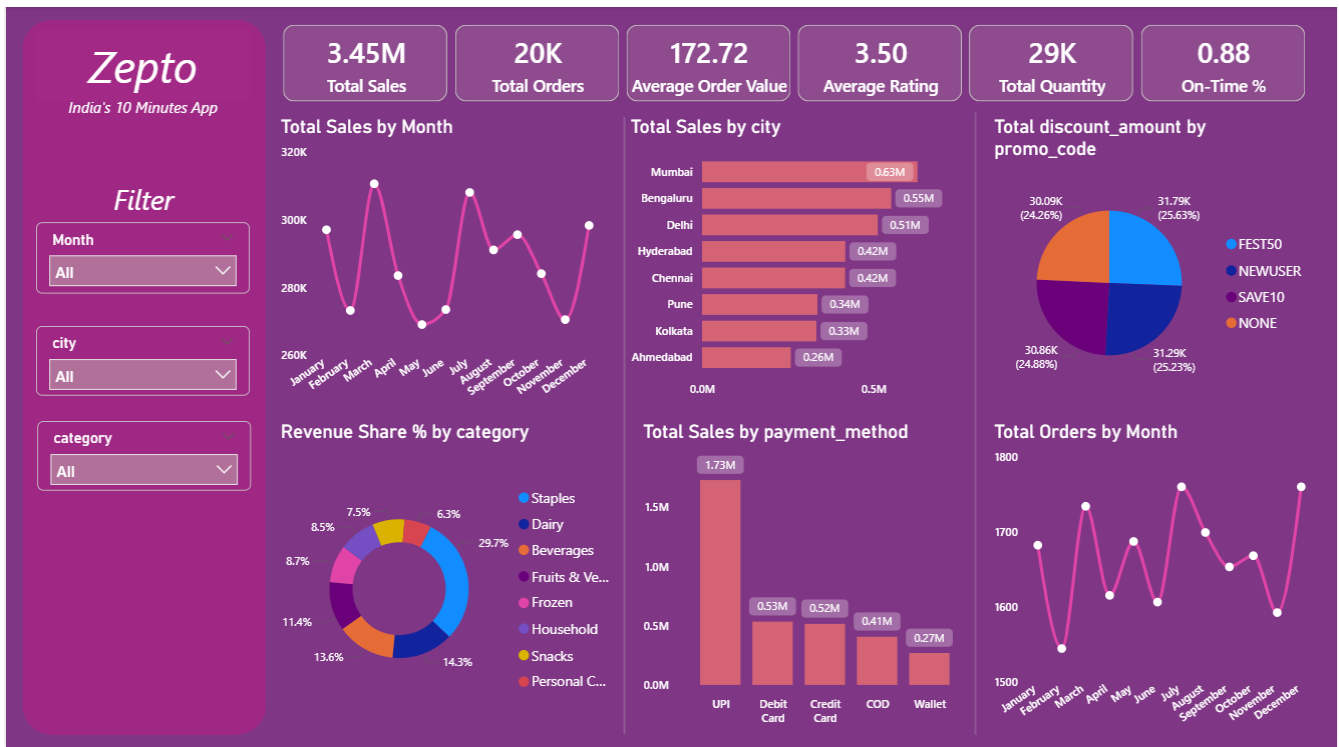 Zepto
India's 10 Minutes App
Filter
Month
All
city
All
category
All
3.45M
Total Sales
20K
Total Orders
172.72
Average Order Value
3.50
Average Rating
29K
Total Quantity
0.88
On-Time %
Total Sales by Month
320K
300K
280K
260K
January
February
March
April
May
June
July
August
September
October
November
December
Total Sales by city
Mumbai
0.63M
Bengaluru
0.55M
Delhi
0.51M
Hyderabad
0.42M
Chennai
0.42M
Pune
0.34M
Kolkata
0.33M
Ahmedabad
0.26M
0.0M
0.5M
Total discount_amount by
promo_code
30.09K
(24.26%)
31.79K
(25.63%)
30.86K
(24.88%)
31.29K
(25.23%)
FEST50
NEWUSER
SAVE10
NONE
Revenue Share % by category
6.3%
7.5%
8.5%
8.7%
11.4%
13.6%
14.3%
29.7%
Staples
Dairy
Beverages
Fruits & Ve...
Frozen
Household
Snacks
Personal C...
Total Sales by payment_method
1.5M
1.0M
0.5M
0.0M
1.73M
0.53M
0.52M
0.41M
0.27M
UPI
Debit
Card
Credit
Card
COD
Wallet
Total Orders by Month
1800
1700
1600
1500
January
February
March
April
May
June
July
August
September
October
November
December